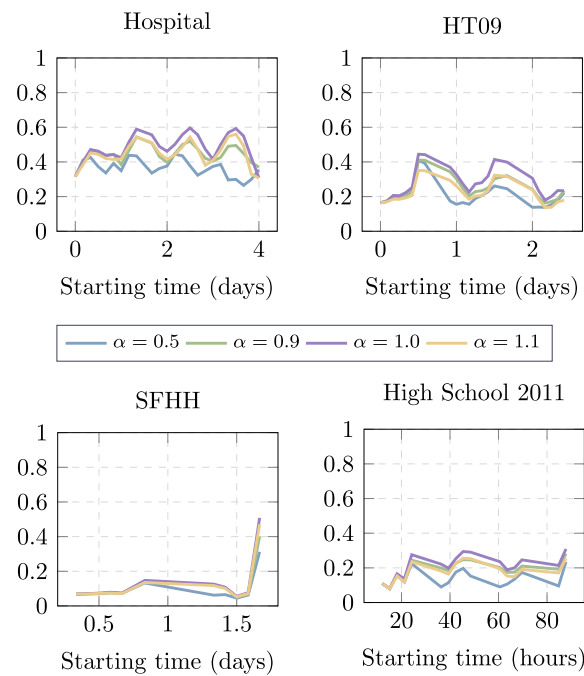 Hospital
HT09
1
0.8
0.6
0.4
0.2
0
0 2 4
Starting time (days)
1
0.8
0.6
0.4
0.2
0
0 1 2
Starting time (days)
α = 0.5 α = 0.9 α = 1.0 α = 1.1
SFHH
High School 2011
1
0.8
0.6
0.4
0.2
0
0.5 1 1.5
Starting time (days)
1
0.8
0.6
0.4
0.2
0
20 40 60 80
Starting time (hours)